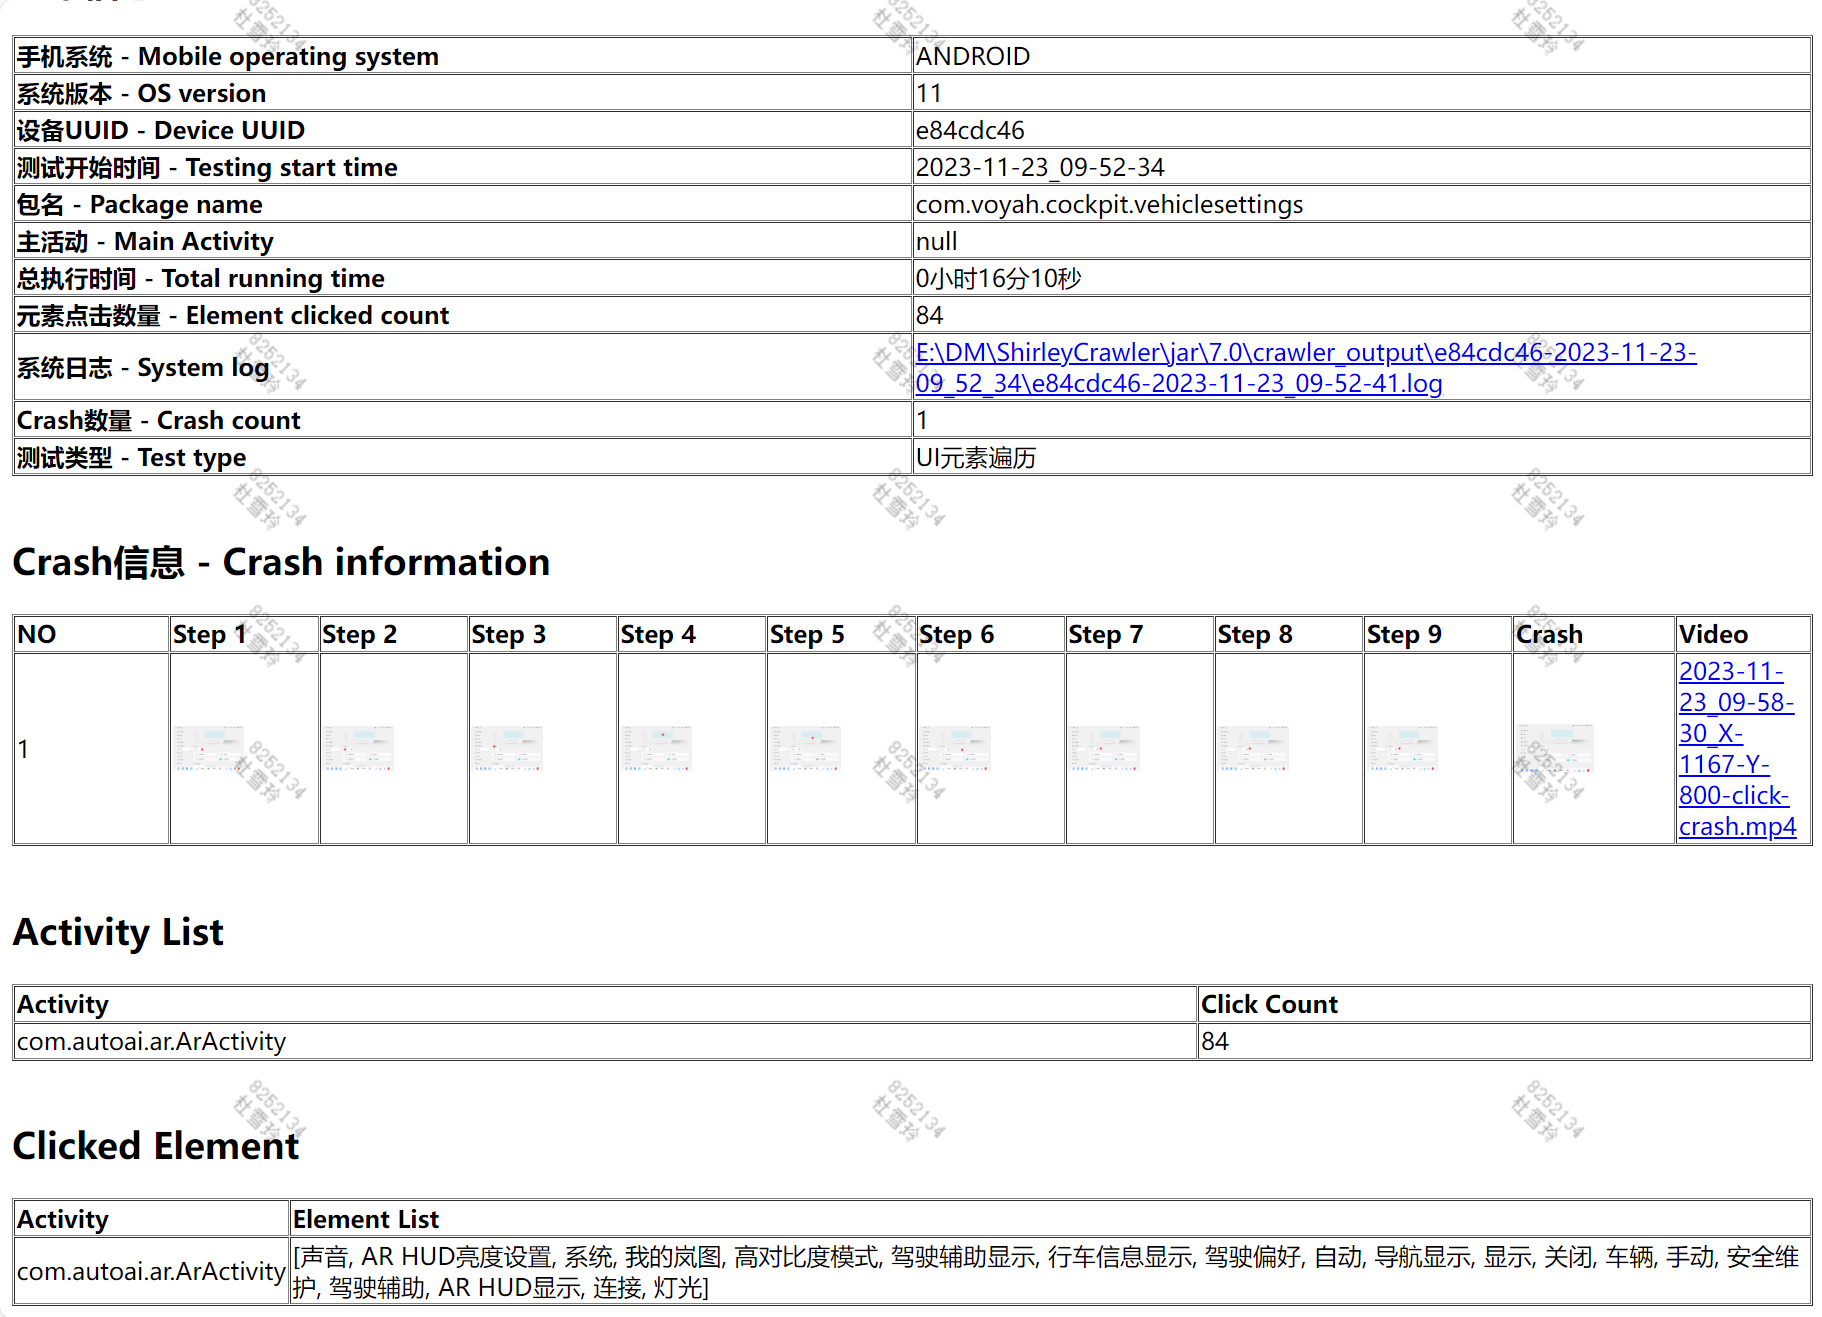 手机系统 - Mobile operating system ANDROID
系统版本 - OS version 11
设备UUID - Device UUID e84cdc46
测试开始时间 - Testing start time 2023-11-23_09-52-34
包名 - Package name com.voyah.cockpit.vehiclesettings
主活动 - Main Activity null
总执行时间 - Total running time 0小时16分10秒
元素点击数量 - Element clicked count 84
系统日志 - System log E:\DM\ShirleyCrawler\jar\7.0\crawler_output\e84cdc46-2023-11-23-
09_52_34\e84cdc46-2023-11-23_09-52-41.log
Crash数量 - Crash count 1
测试类型 - Test type UI元素遍历
Crash信息 - Crash information
NO Step 1 Step 2 Step 3 Step 4 Step 5 Step 6 Step 7 Step 8 Step 9 Crash Video
1
2023-11-
23_09-58-
30_X-
1167-Y-
800-click-
crash.mp4
Activity List
Activity Click Count
com.autoai.ar.ArActivity 84
Clicked Element
Activity Element List
com.autoai.ar.ArActivity [声音, AR HUD亮度设置, 系统, 我的岚图, 高对比度模式, 驾驶辅助显示, 行车信息显示, 驾驶偏好, 自动, 导航显示, 显示, 关闭, 车辆, 手动, 安全维
护, 驾驶辅助, AR HUD显示, 连接, 灯光]
8252134
杜雪玲